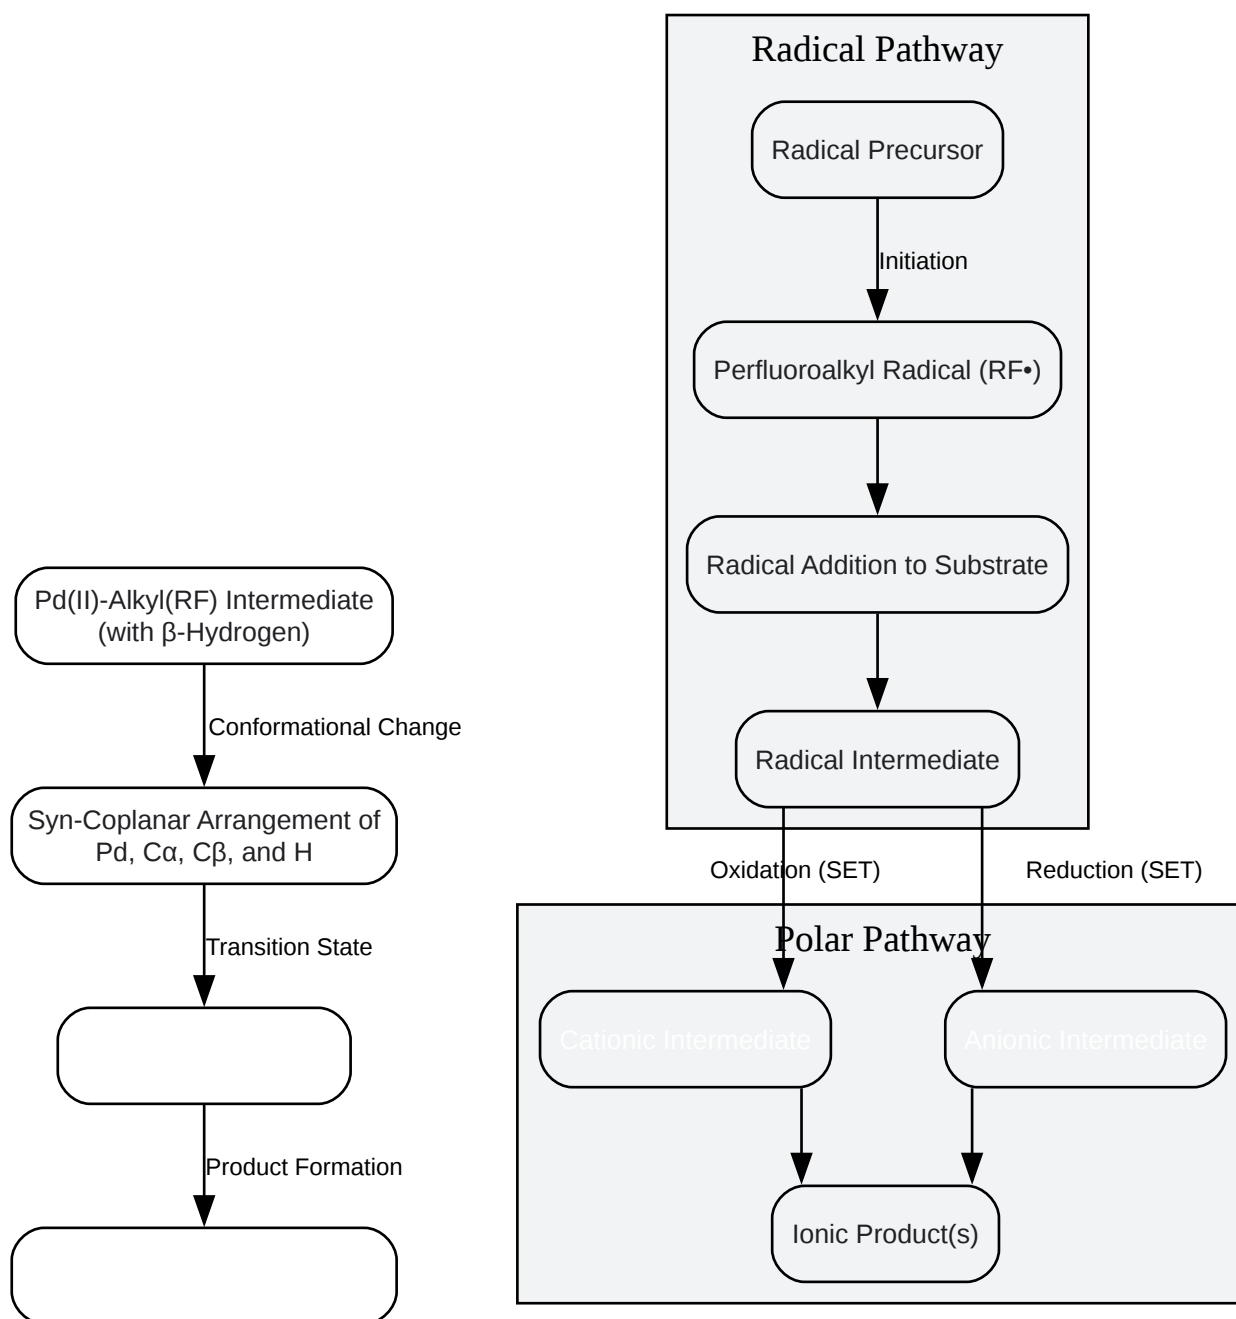 Radical Pathway
Radical Precursor
Initiation
Perfluoroalkyl Radical (RF•)
Radical Addition to Substrate
Radical Intermediate
Oxidation (SET)
Reduction (SET)
Polar Pathway
Cationic Intermediate
Anionic Intermediate
Ionic Product(s)
Pd(II)-Alkyl(RF) Intermediate
(with β-Hydrogen)
Conformational Change
Syn-Coplanar Arrangement of
Pd, Cα, Cβ, and H
Transition State
Product Formation